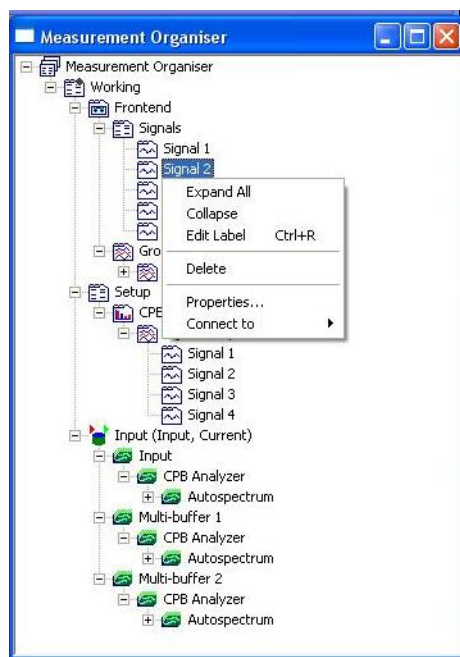 Measurement Organiser
Measurement Organiser
Working
Frontend
Signals
Signal 1
Signal 2
Expand All
Collapse
Edit Label Ctrl+R
Gro
Delete
Setup
Properties...
CPB
Connect to
Signal 1
Signal 2
Signal 3
Signal 4
Input (Input, Current)
Input
CPB Analyzer
Autospectrum
Multi-buffer 1
CPB Analyzer
Autospectrum
Multi-buffer 2
CPB Analyzer
Autospectrum